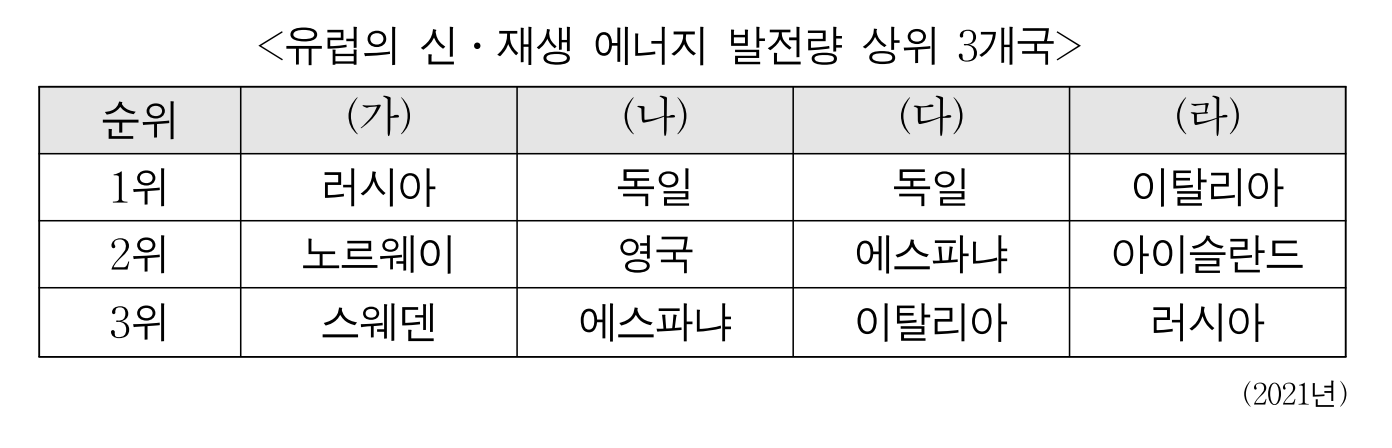 <유럽의 신·재생 에너지 발전량 상위 3개국>
순위 (가) (나) (다) (라)
1위 러시아 독일 독일 이탈리아
2위 노르웨이 영국 에스파냐 아이슬란드
3위 스웨덴 에스파냐 이탈리아 러시아
(2021년)